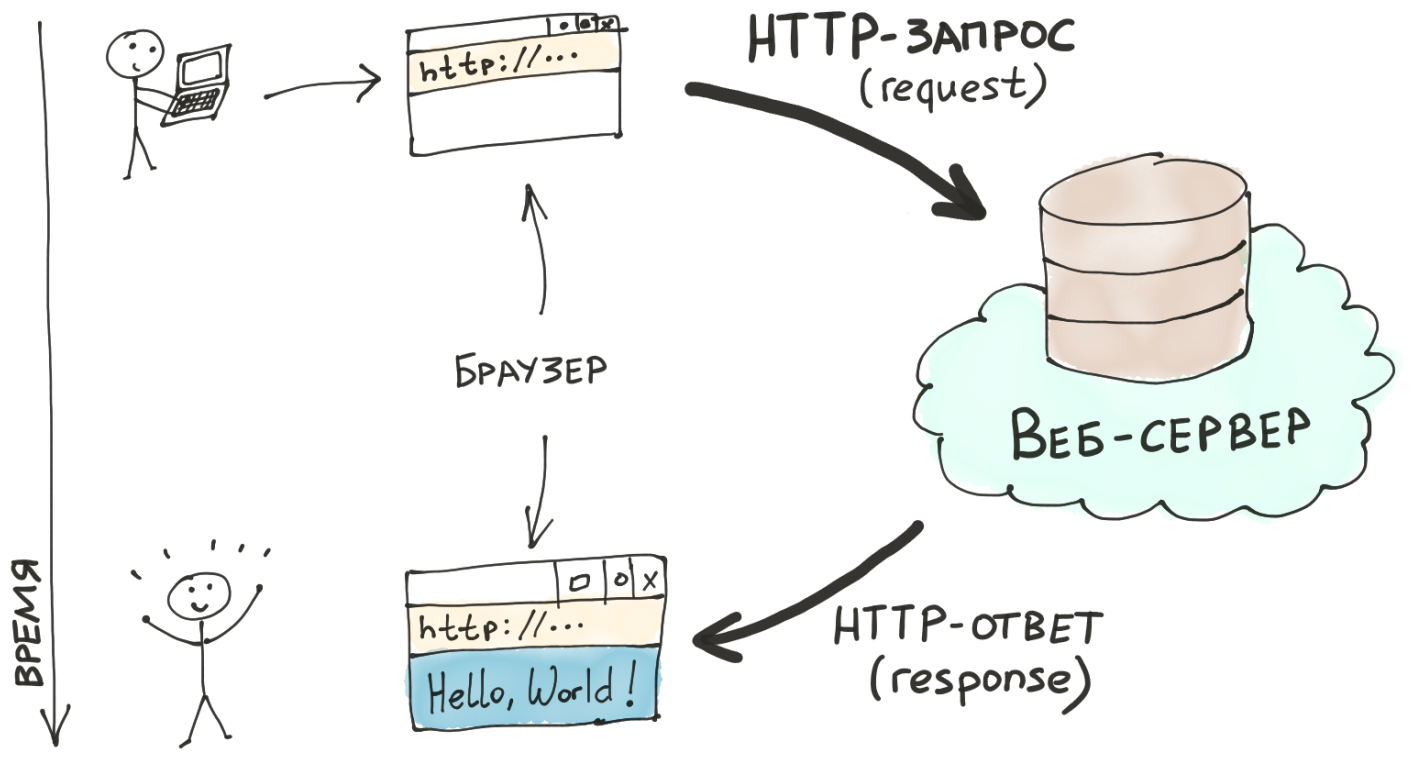 HTTP-ЗАПРОС
(request)
http://...
БРАУЗЕР
ВЕБ-СЕРВЕР
ВРЕМЯ
http://...
Hello, World!
HTTP-ОТВЕТ
(response)